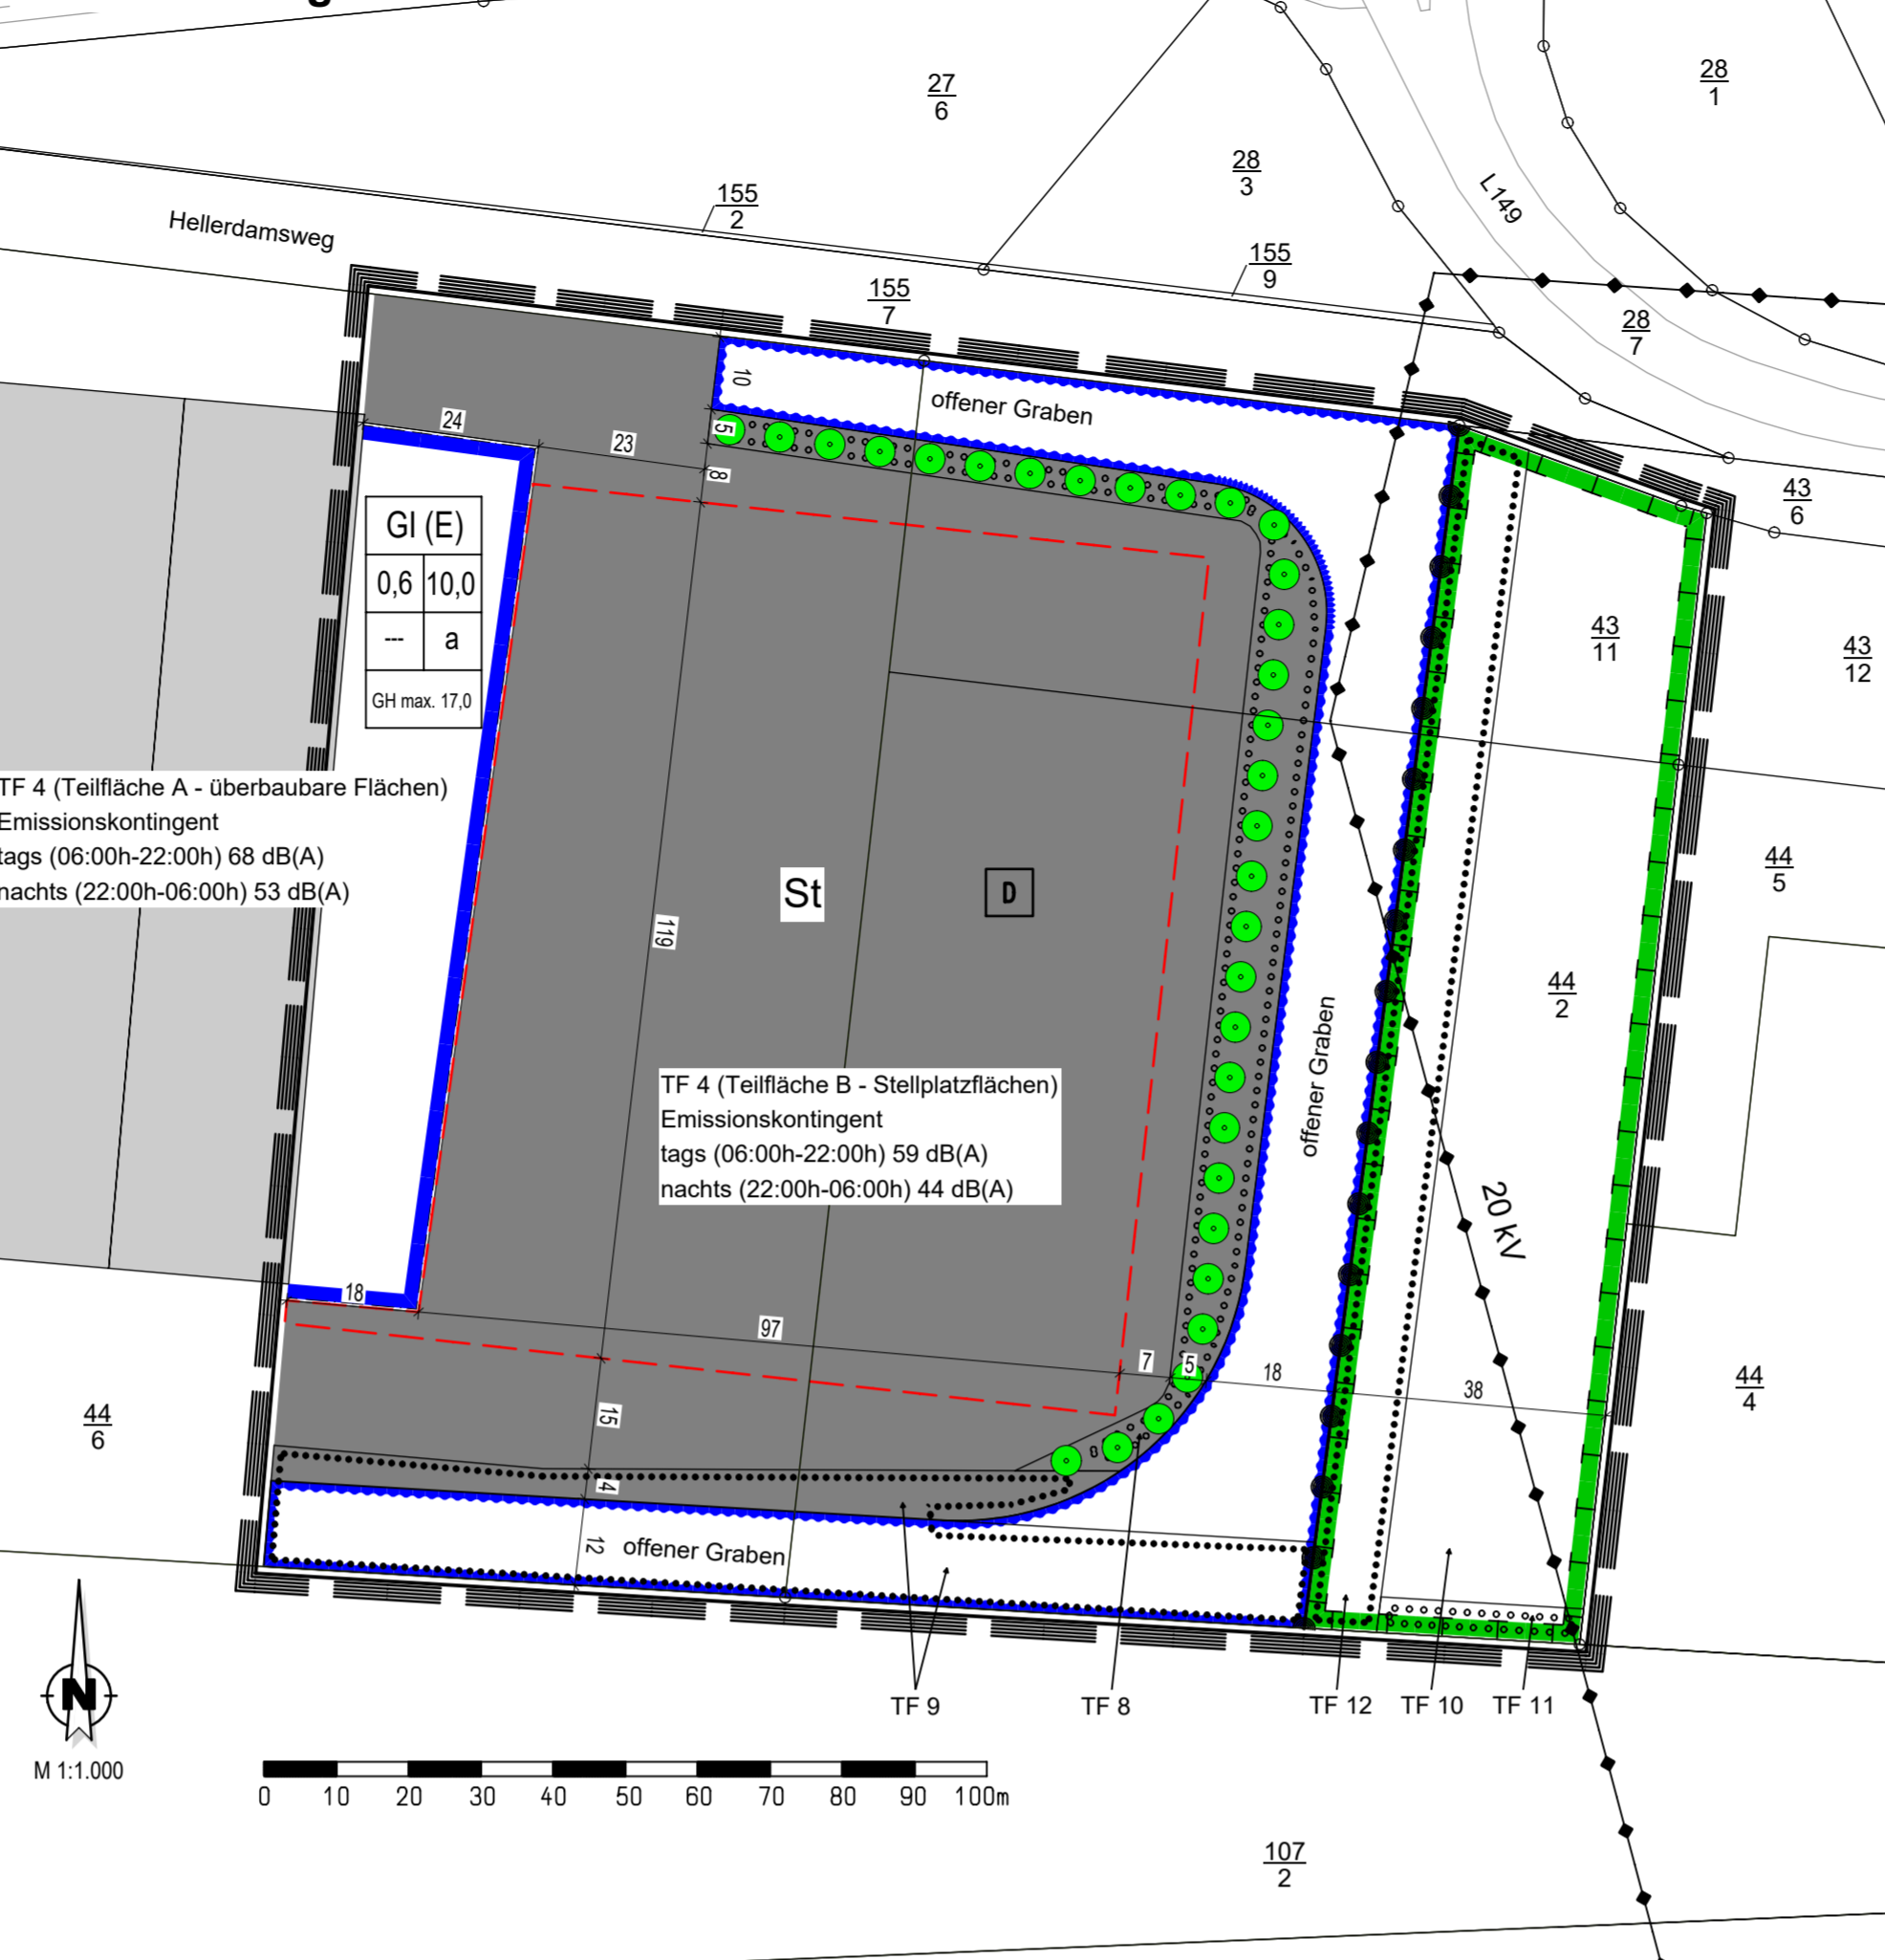 27
6
28
1
28
3
L149
155
2
Hellerdamsweg
155
9
155
7
28
7
10
offener Graben
24
23
5
8
43
6
GI (E)
0,6 10,0
--- a
GH max. 17,0
43
11
43
12
TF 4 (Teilfläche A - überbaubare Flächen)
Emissionskontingent
tags (06:00h-22:00h) 68 dB(A)
nachts (22:00h-06:00h) 53 dB(A)
St
D
119
44
5
44
2
offener Graben
TF 4 (Teilfläche B - Stellplatzflächen)
Emissionskontingent
tags (06:00h-22:00h) 59 dB(A)
nachts (22:00h-06:00h) 44 dB(A)
20 kV
18
97
7
5
18
38
44
4
44
6
15
4
12
offener Graben
TF 9
TF 8
TF 12
TF 10
TF 11
N
M 1:1.000
0 10 20 30 40 50 60 70 80 90 100m
107
2